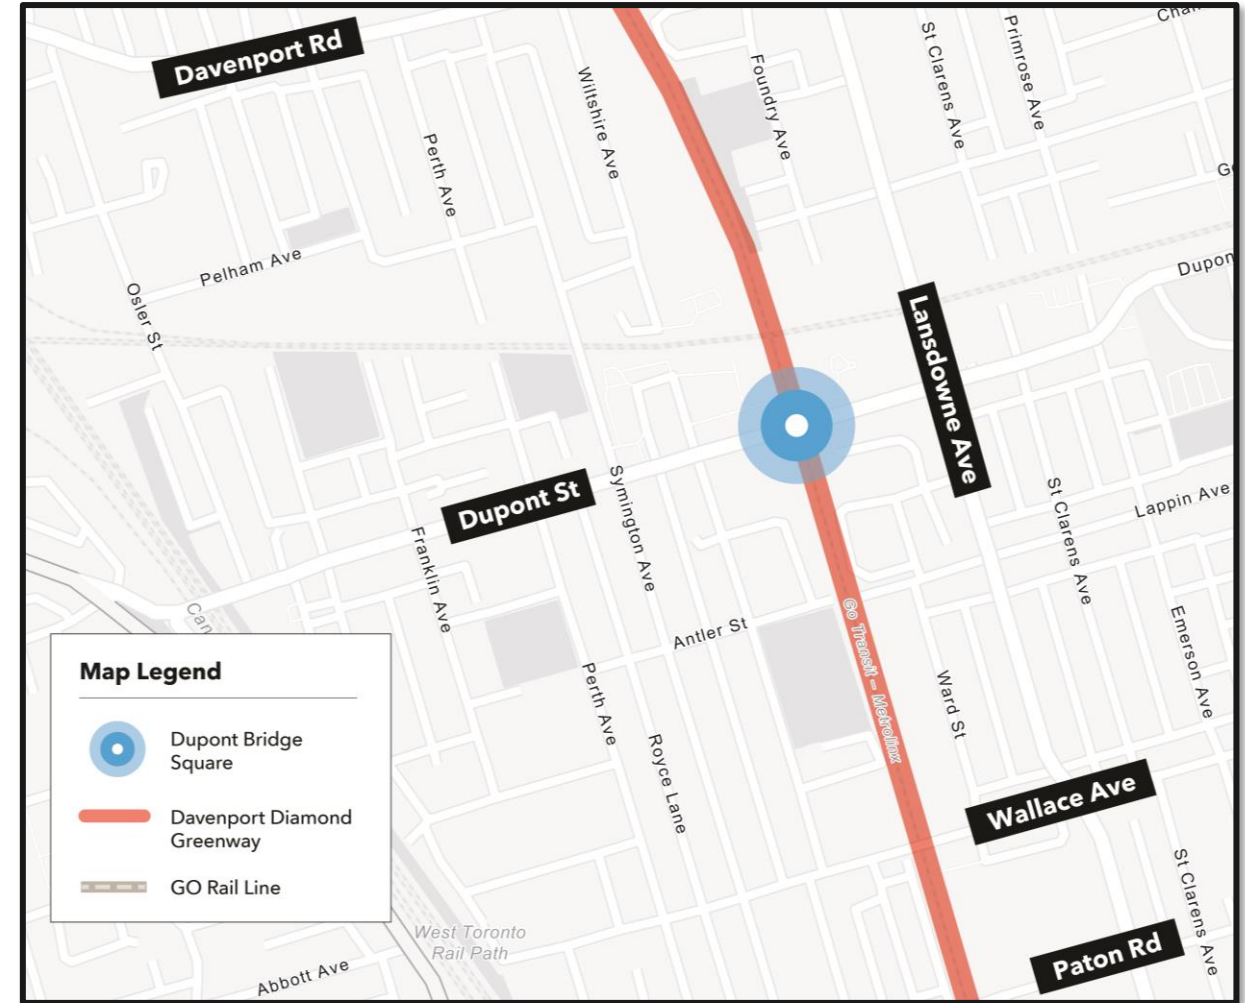 Davenport Rd
Wiltshire Ave
Foundry Ave
St Clarens Ave
Primrose Ave
Perth Ave
Pelham Ave
Osler St
Lansdowne Ave
Dupont St
Symington Ave
Franklin Ave
St Clarens Ave
Lappin Ave
Antler St
Go Transit – Metrolinx
Emerson Ave
Perth Ave
Royce Lane
Ward St
Wallace Ave
St Clarens Ave
Paton Rd
West Toronto
Rail Path
Abbott Ave
Map Legend
Dupont Bridge
Square
Davenport Diamond
Greenway
GO Rail Line